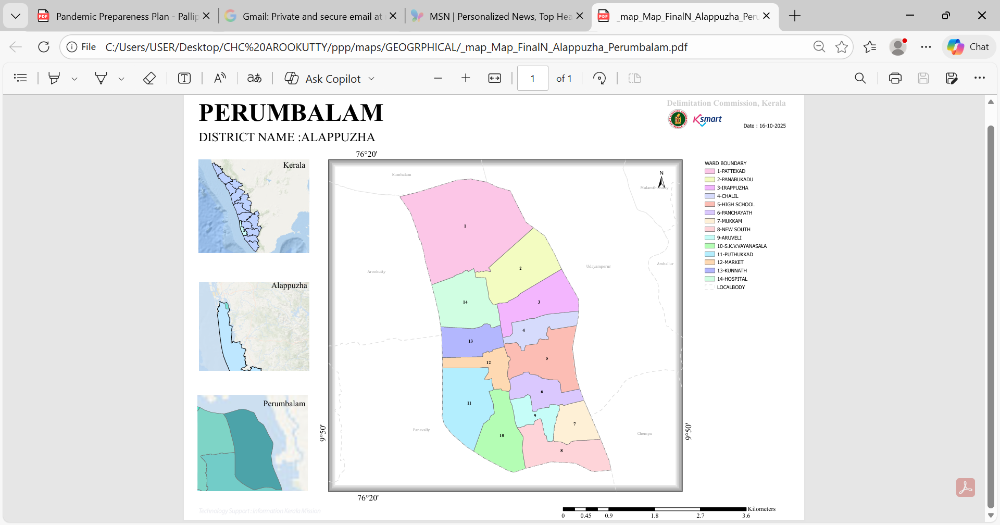 Pandemic Prepareness Plan - Pallip
Gmail: Private and secure email at
MSN | Personalized News, Top Hea
_map_Map_FinalN_Alappuzha_Peru
File
C:/Users/USER/Desktop/CHC%20AROOKUTTY/ppp/maps/GEOGRPHICAL/_map_Map_FinalN_Alappuzha_Perumbalam.pdf
Chat
Ask Copilot
1 of 1
PERUMBALAM
DISTRICT NAME :ALAPPUZHA
Delimitation Commission, Kerala
Ksmart
Date : 16-10-2025
Kerala
Alappuzha
Perumbalam
76°20'
Kumbalam
N
Mulamthuruthy
1
Arookutty
2
Udayamperur
Amballur
14
3
4
13
5
12
6
11
9
7
Panavally
10
Chempu
8
9°50'
9°50'
76°20'
WARD BOUNDARY
1-PATTEKAD
2-PANABUKADU
3-IRAPPUZHA
4-CHALIL
5-HIGH SCHOOL
6-PANCHAYATH
7-MUKKAM
8-NEW SOUTH
9-ARUVELI
10-S.K.V.VAYANASALA
11-PUTHUKKAD
12-MARKET
13-KUNNATH
14-HOSPITAL
LOCALBODY
Technology Support : Information Kerala Mission
Kilometers
0 0.45 0.9 1.8 2.7 3.6